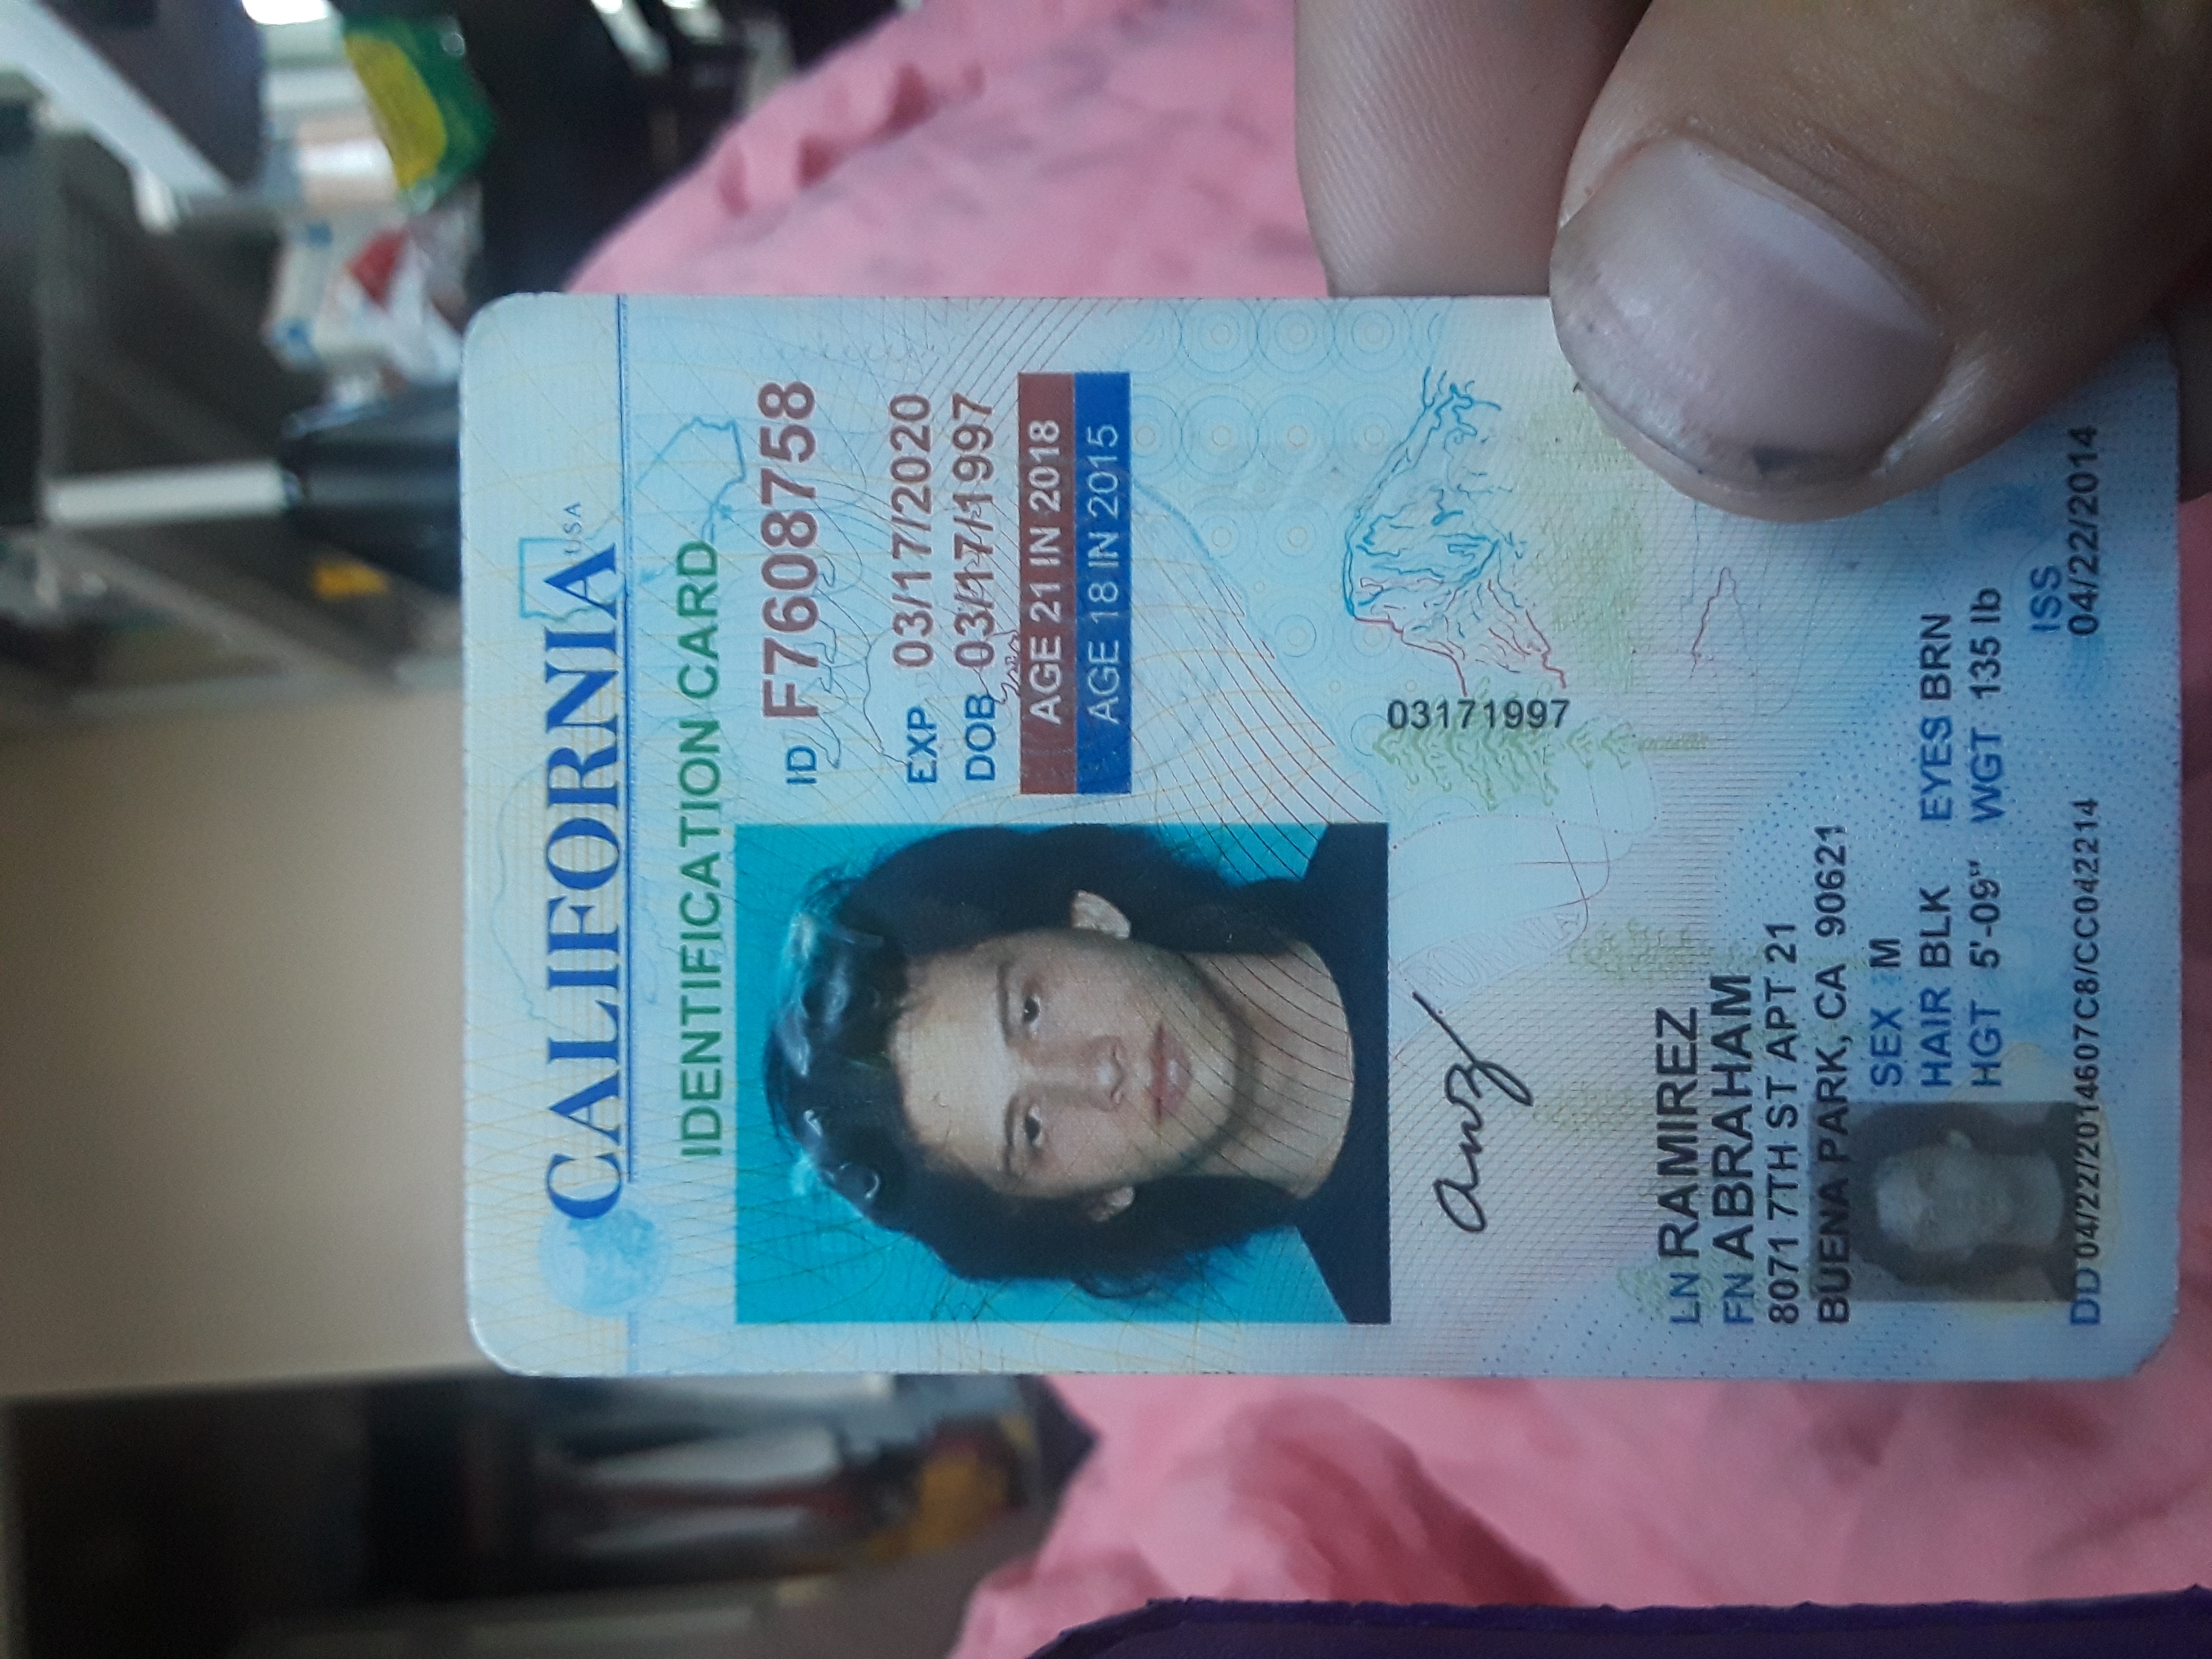 CALIFORNIA USA
IDENTIFICATION CARD
ID F7608758
EXP 03/17/2020
DOB 03/17/1997
AGE 21 IN 2018
AGE 18 IN 2015
03171997
LN RAMIREZ
FN ABRAHAM
8071 7TH ST APT 21
BUENA PARK, CA 90621
SEX M
HAIR BLK EYES BRN
HGT 5'-09" WGT 135 lb
ISS
DD 04/22/2014607C8/CC042214 04/22/2014